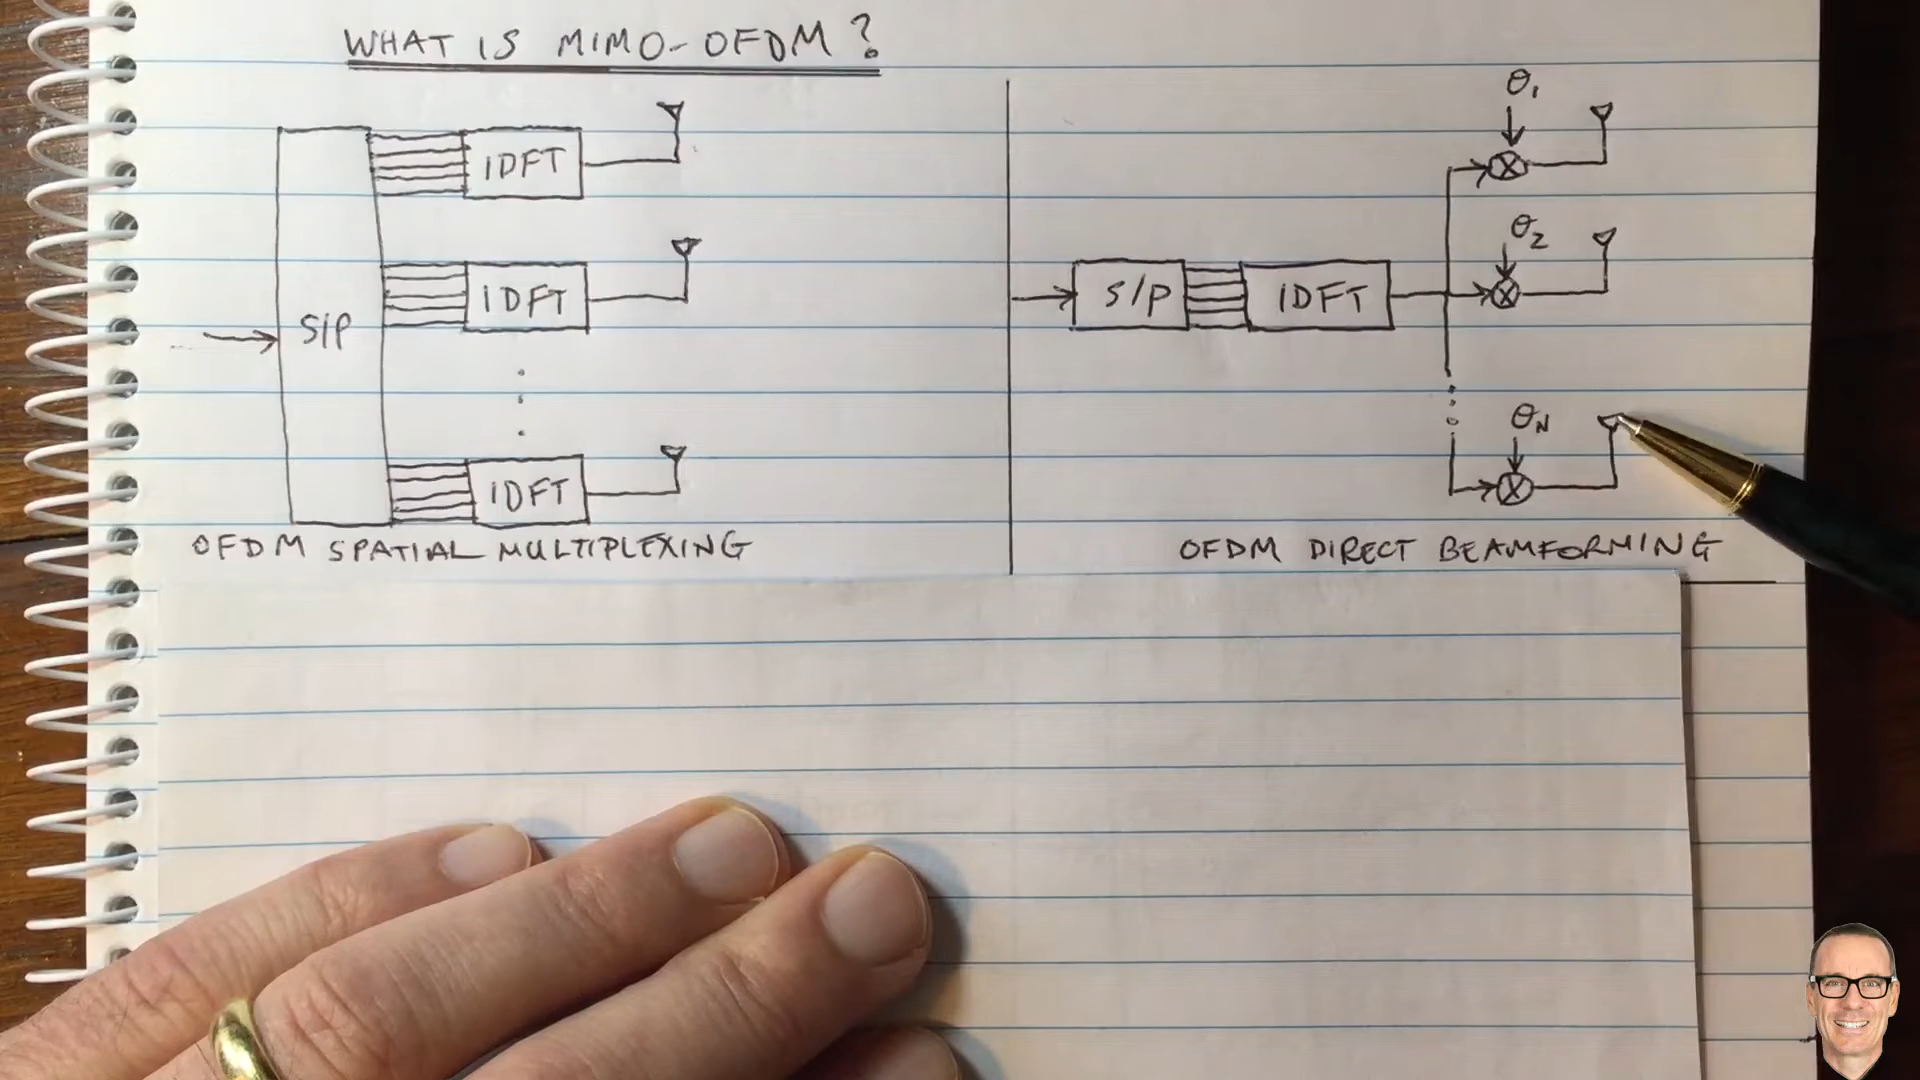 WHAT IS MIMO-OFDM?
S/P
IDFT
IDFT
IDFT
OFDM SPATIAL MULTIPLEXING
S/P
IDFT
θ1
θ2
θN
OFDM DIRECT BEAMFORMING